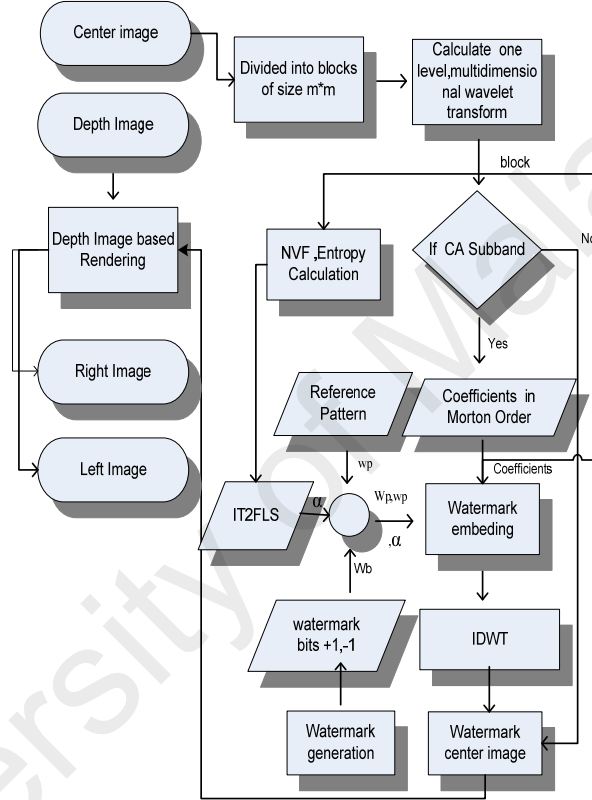 Center image
Divided into blocks
of size m*m
Calculate one
level,multidimensio
nal wavelet
transform
Depth Image
block
Depth Image based
Rendering
NVF ,Entropy
Calculation
If CA Subband
No
Yes
Right Image
Reference
Pattern
Coefficients in
Morton Order
wp
Coefficients
Left Image
IT2FLS
α
Wp,wp
,α
Watermark
embeding
Wb
watermark
bits +1,-1
IDWT
Watermark
generation
Watermark
center image
ersity of Mala